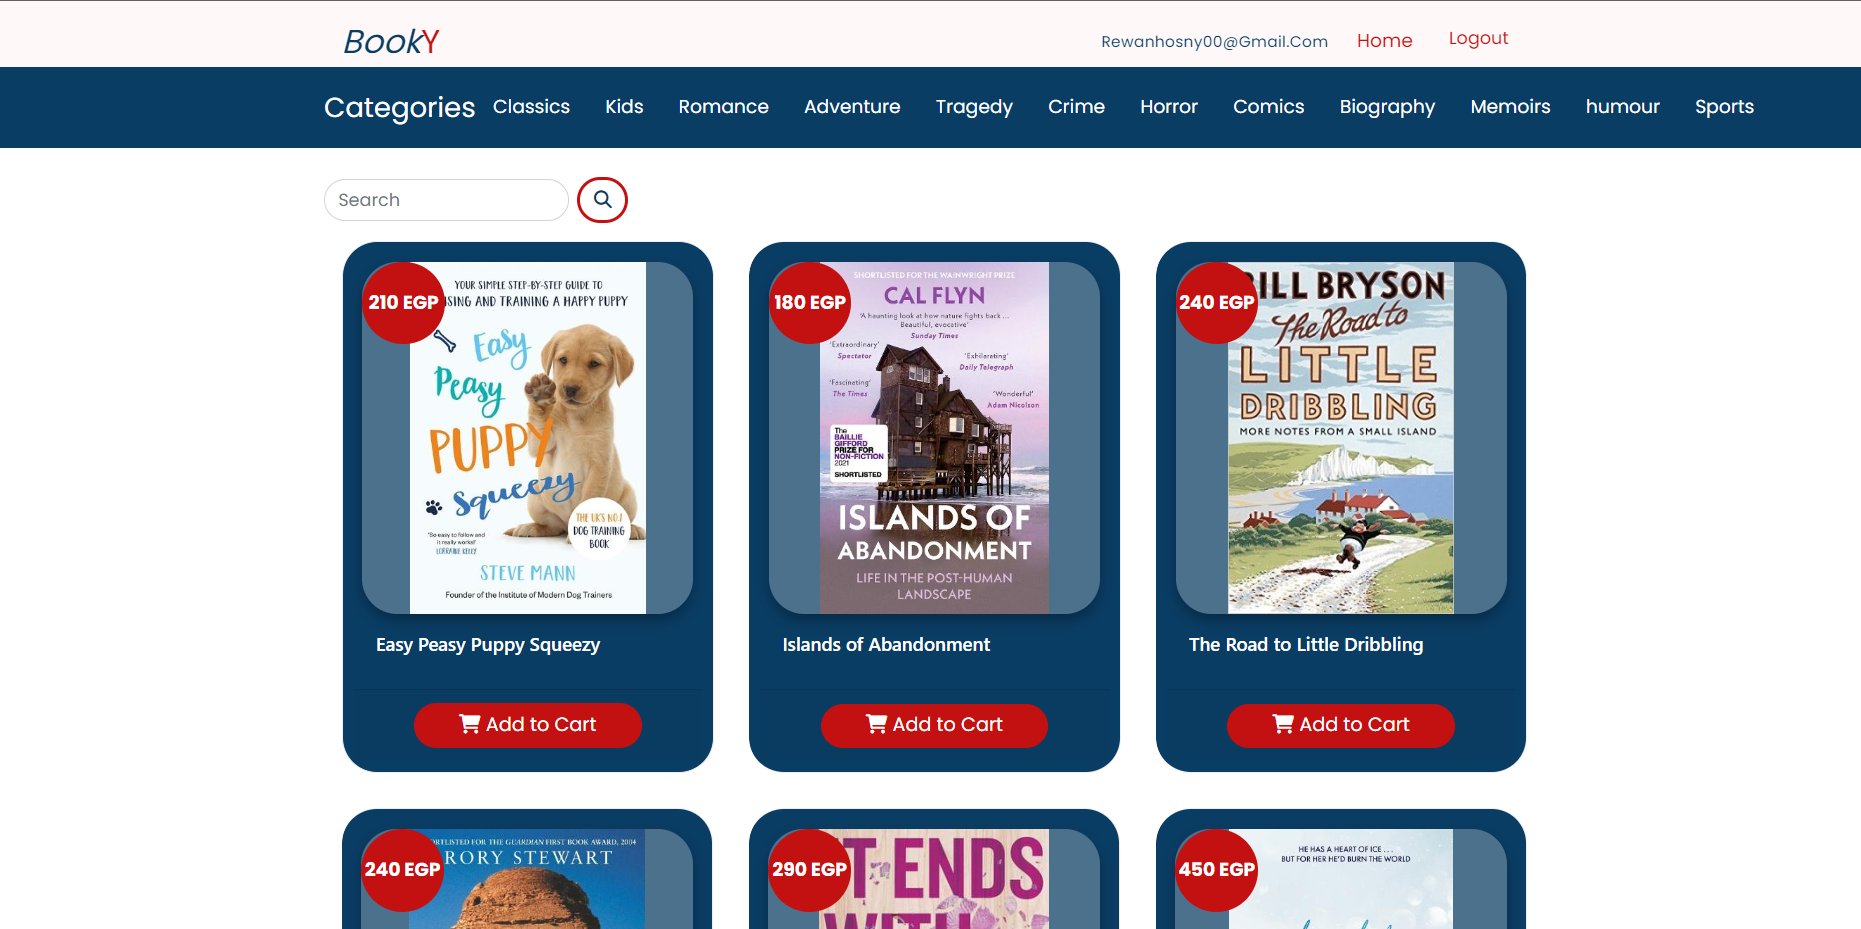 BookY
Rewanhosny00@Gmail.Com Home Logout
Categories Classics Kids Romance Adventure Tragedy Crime Horror Comics Biography Memoirs humour Sports
Search
210 EGP
YOUR SIMPLE STEP-BY-STEP GUIDE TO
AND TRAINING A HAPPY PUPPY
Easy
Peasy
PUPPY
Squeezy
'So easy to follow and
it really works!'
LORRAINE KELLY
THE UK'S NO.1
DOG TRAINING
BOOK
STEVE MANN
Founder of the Institute of Modern Dog Trainers
Easy Peasy Puppy Squeezy
Add to Cart
180 EGP
SHORTLISTED FOR THE WAINWRIGHT PRIZE
CAL FLYN
'A haunting look at how nature fights back ...
Beautiful, evocative'
Sunday Times
'Extraordinary'
Spectator
'Exhilarating'
Daily Telegraph
'Fascinating'
The Times
'Wonderful'
Adam Nicolson
The
BAILLIE
GIFFORD
PRIZE FOR
NON-FICTION
2021
SHORTLISTED
ISLANDS OF
ABANDONMENT
LIFE IN THE POST-HUMAN
LANDSCAPE
Islands of Abandonment
Add to Cart
240 EGP
BILL BRYSON
The Road to
LITTLE
DRIBBLING
MORE NOTES FROM A SMALL ISLAND
The Road to Little Dribbling
Add to Cart
240 EGP
FOR THE GUARDIAN FIRST BOOK AWARD, 2004
RORY STEWART
290 EGP
IT ENDS
WITH
450 EGP
HE HAS A HEART OF ICE ...
BUT FOR HER HE'D BURN THE WORLD